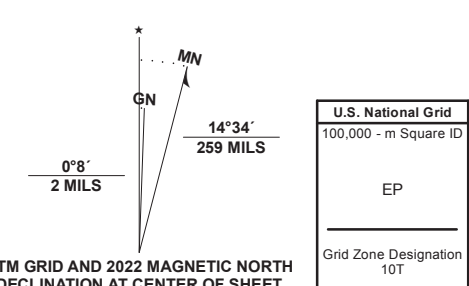 ★
MN
GN
14°34´
259 MILS
0°8´
2 MILS
TM GRID AND 2022 MAGNETIC NORTH
DECLINATION AT CENTER OF SHEET
U.S. National Grid
100,000 - m Square ID
EP
Grid Zone Designation
10T